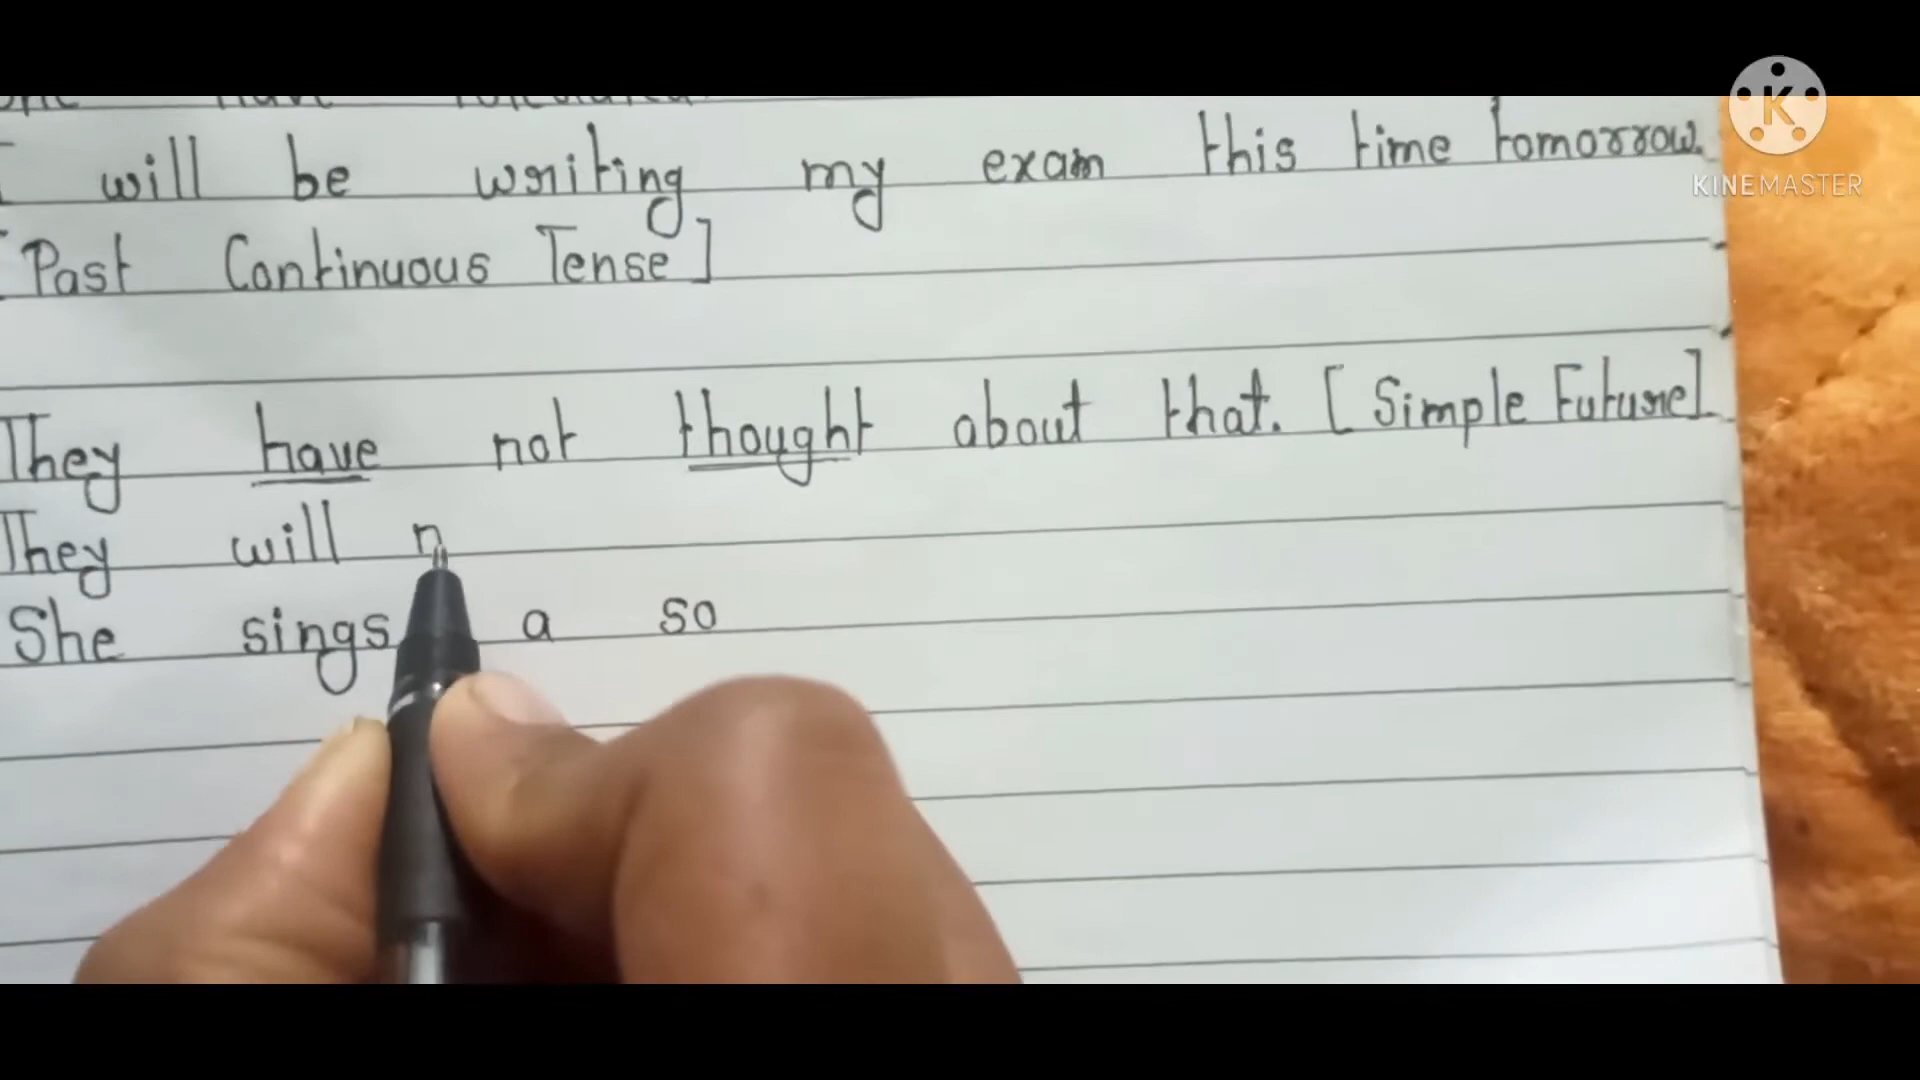 will be writing my exam this time tomorrow.
[Past Continuous Tense]
They have not thought about that. [Simple Future]
They will n
She sings a so
KINEMASTER